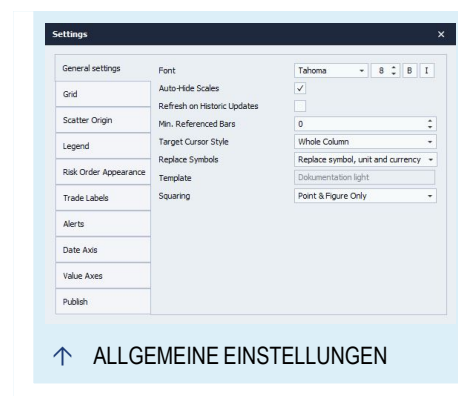 Settings
General settings
Grid
Scatter Origin
Legend
Risk Order Appearance
Trade Labels
Alerts
Date Axis
Value Axes
Publish
Font Tahoma 8 B I
Auto-Hide Scales
Refresh on Historic Updates
Min. Referenced Bars 0
Target Cursor Style Whole Column
Replace Symbols Replace symbol, unit and currency
Template Dokumentation light
Squaring Point & Figure Only
ALLGEMEINE EINSTELLUNGEN